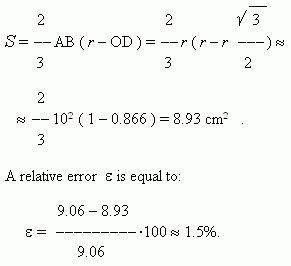 2 2 √3
S = –– AB ( r – OD ) = –– r ( r – r ––– ) ≈
3 3 2
2
≈ –– 10² ( 1 – 0.866 ) = 8.93 cm² .
3
A relative error ε is equal to:
9.06 – 8.93
ε = ––––––––– ·100 ≈ 1.5%.
9.06